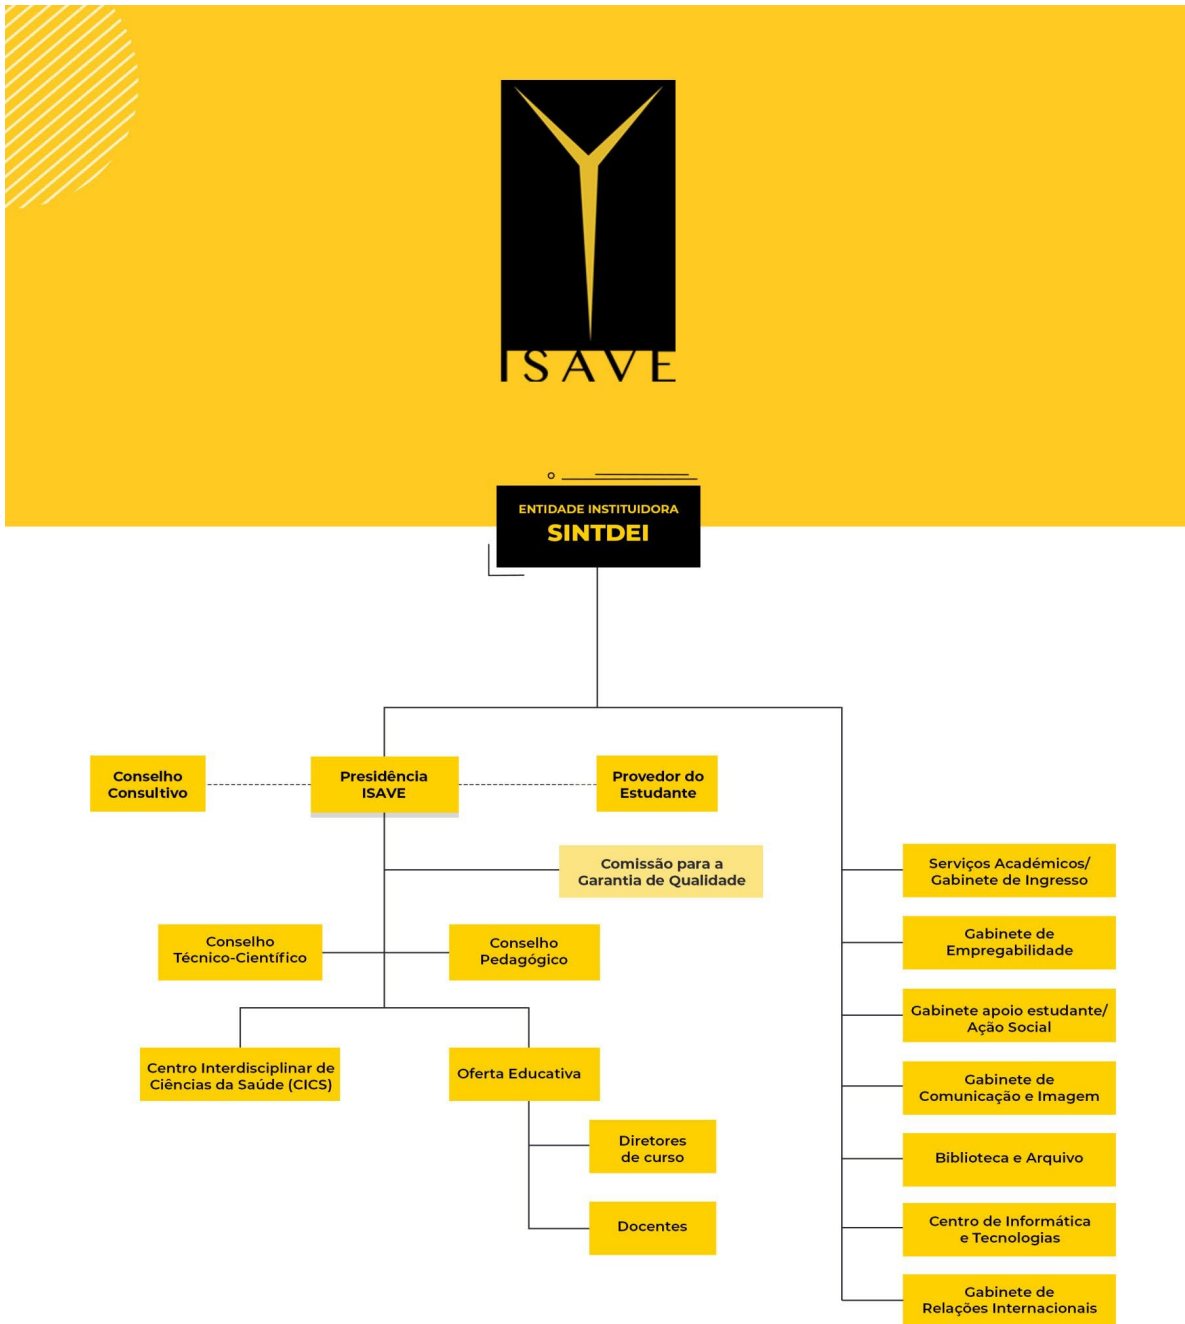 ISAVE
ENTIDADE INSTITUIDORA
SINTDEI
Conselho
Consultivo
Presidência
ISAVE
Provedor do
Estudante
Comissão para a
Garantia de Qualidade
Conselho
Técnico-Científico
Conselho
Pedagógico
Centro Interdisciplinar de
Ciências da Saúde (CICS)
Oferta Educativa
Diretores
de curso
Docentes
Serviços Académicos/
Gabinete de Ingresso
Gabinete de
Empregabilidade
Gabinete apoio estudante/
Ação Social
Gabinete de
Comunicação e Imagem
Biblioteca e Arquivo
Centro de Informática
e Tecnologias
Gabinete de
Relações Internacionais